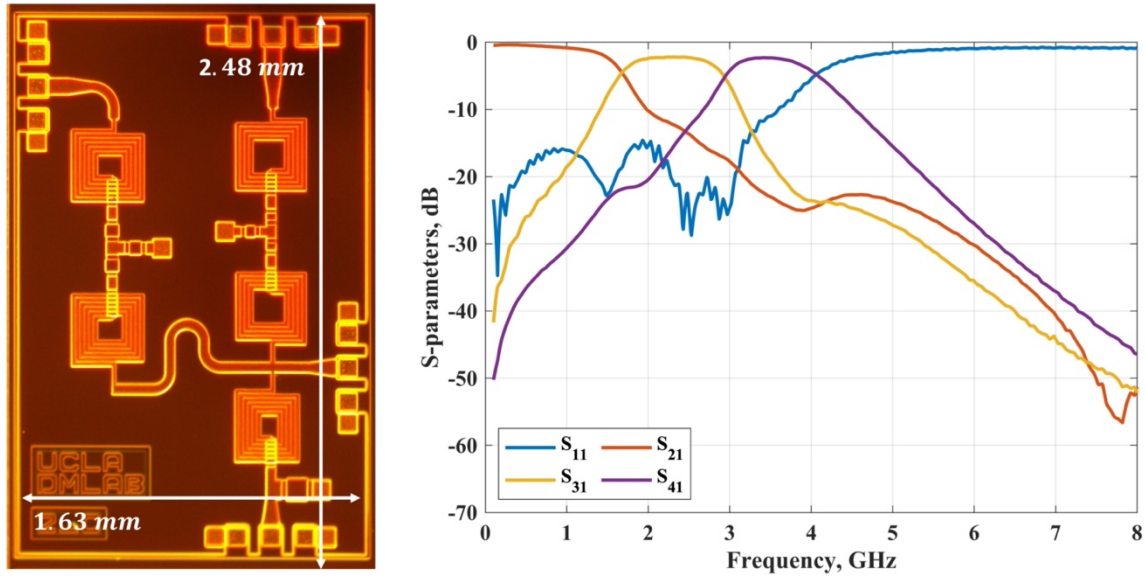 2.48 mm
UCLA
DMLAB
1.63 mm
S-parameters, dB
0
-10
-20
-30
-40
-50
-60
-70
S11 S21
S31 S41
0 1 2 3 4 5 6 7 8
Frequency, GHz